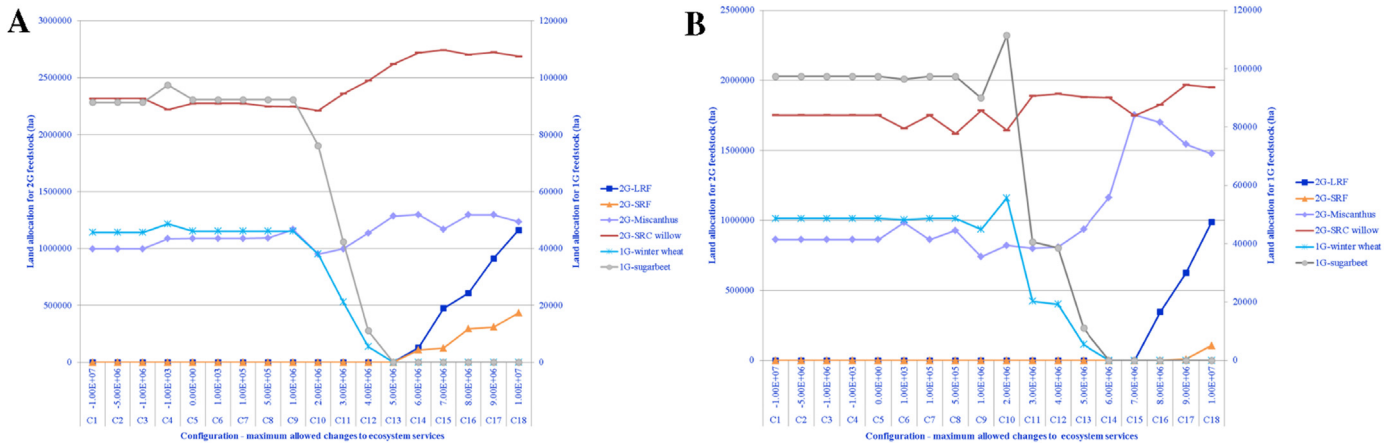 A
3000000
2500000
2000000
1500000
1000000
500000
0
Land allocation for 2G feedstock (ha)
120000
100000
80000
60000
40000
20000
0
Land allocation for 1G feedstock (ha)
-1.00E+07
-5.00E+06
-1.00E+06
-1.00E+03
0.00E+00
1.00E+03
1.00E+05
5.00E+05
1.00E+06
2.00E+06
3.00E+06
4.00E+06
5.00E+06
6.00E+06
7.00E+06
8.00E+06
9.00E+06
1.00E+07
C1 C2 C3 C4 C5 C6 C7 C8 C9 C10 C11 C12 C13 C14 C15 C16 C17 C18
Configuration - maximum allowed changes to ecosystem services
2G-LRF
2G-SRF
2G-Miscanthus
2G-SRC willow
1G-winter wheat
1G-sugarbeet
B
2500000
2000000
1500000
1000000
500000
0
Land allocation for 2G feedstock (ha)
120000
100000
80000
60000
40000
20000
0
Land allocation for 1G feedstock (ha)
-1.00E+07
-5.00E+06
-1.00E+06
-1.00E+03
0.00E+00
1.00E+03
1.00E+05
5.00E+05
1.00E+06
2.00E+06
3.00E+06
4.00E+06
5.00E+06
6.00E+06
7.00E+06
8.00E+06
9.00E+06
1.00E+07
C1 C2 C3 C4 C5 C6 C7 C8 C9 C10 C11 C12 C13 C14 C15 C16 C17 C18
Configuration - maximum allowed changes to ecosystem services
2G-LRF
2G-SRF
2G-Miscanthus
2G-SRC willow
1G-winter wheat
1G-sugarbeet